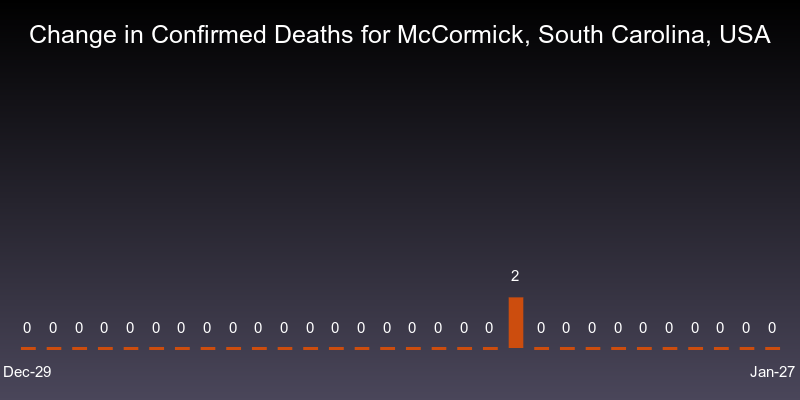 Change in Confirmed Deaths for McCormick, South Carolina, USA
2
0 0 0 0 0 0 0 0 0 0 0 0 0 0 0 0 0 0 0 0 0 0 0 0 0 0 0 0 0
Dec-29 Jan-27